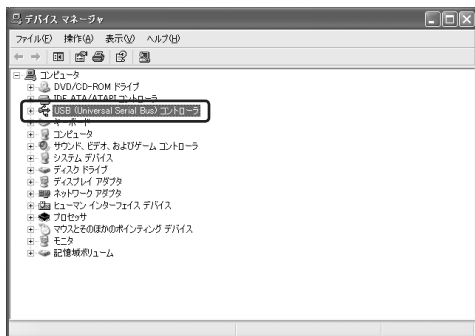 デバイス マネージャ
ファイル(F) 操作(A) 表示(V) ヘルプ(H)
コンピュータ
DVD/CD-ROM ドライブ
IDE ATA/ATAPI コントローラ
USB (Universal Serial Bus) コントローラ
キーボード
コンピュータ
サウンド、ビデオ、およびゲーム コントローラ
システム デバイス
ディスク ドライブ
ディスプレイ アダプタ
ネットワーク アダプタ
ヒューマン インターフェイス デバイス
プロセッサ
マウスとそのほかのポインティング デバイス
モニタ
記憶域ボリューム